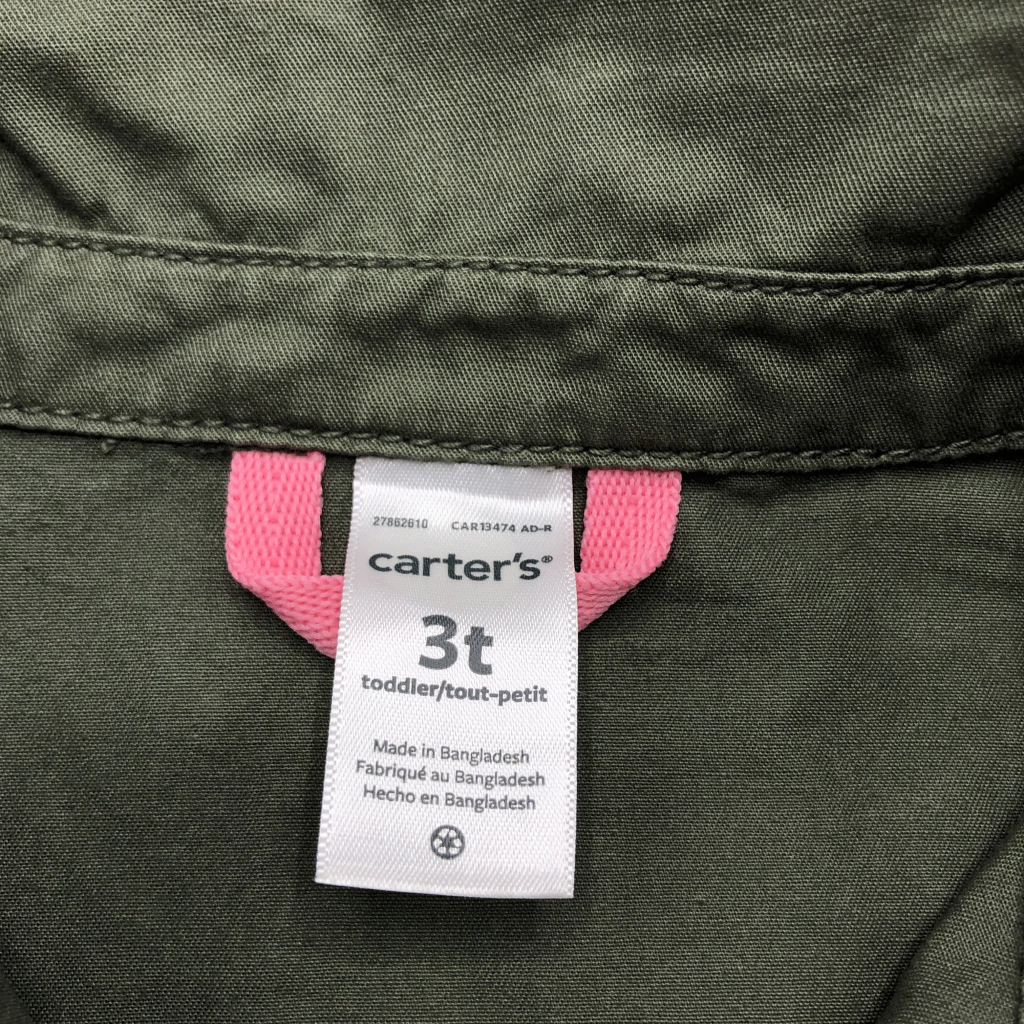 27862610 CAR13474 AD-R
carter's®
3t
toddler/tout-petit
Made in Bangladesh
Fabriqué au Bangladesh
Hecho en Bangladesh